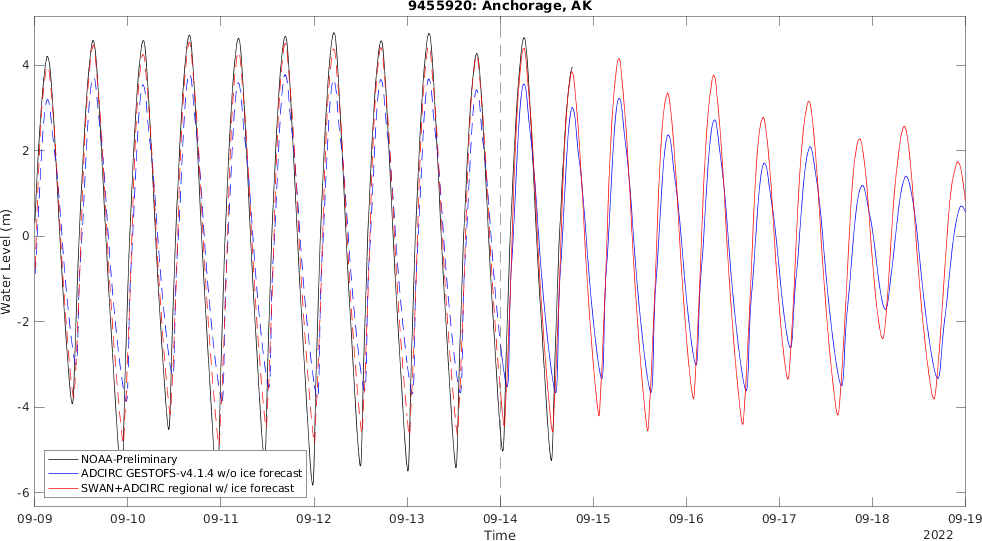 9455920: Anchorage, AK
Water Level (m)
4
2
0
-2
-4
-6
NOAA-Preliminary
ADCIRC GESTOFS-v4.1.4 w/o ice forecast
SWAN+ADCIRC regional w/ ice forecast
09-09 09-10 09-11 09-12 09-13 09-14 09-15 09-16 09-17 09-18 09-19
Time
2022